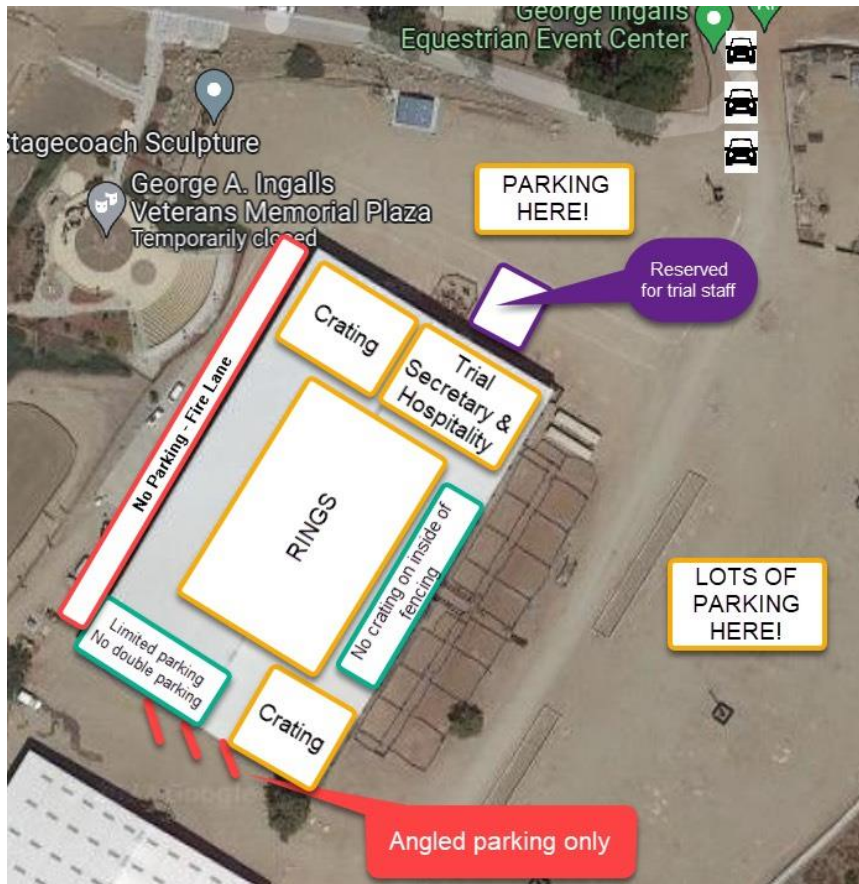 George Ingalls
Equestrian Event Center
Stagecoach Sculpture
George A. Ingalls
Veterans Memorial Plaza
Temporarily closed
PARKING
HERE!
Reserved
for trial staff
Crating
Trial
Secretary &
Hospitality
No Parking - Fire Lane
RINGS
No crating on inside of
fencing
LOTS OF
PARKING
HERE!
Limited parking
No double parking
Crating
Angled parking only